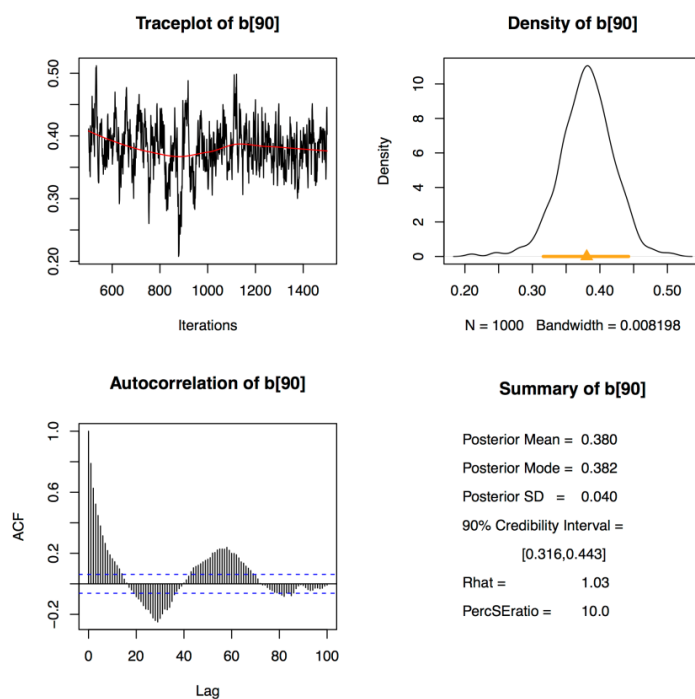 Traceplot of b[90]
0.20 0.30 0.40 0.50
600 800 1000 1200 1400
Iterations
Density of b[90]
Density
0 2 4 6 8 10
0.20 0.30 0.40 0.50
N = 1000 Bandwidth = 0.008198
Autocorrelation of b[90]
ACF
-0.2 0.2 0.6 1.0
0 20 40 60 80 100
Lag
Summary of b[90]
Posterior Mean = 0.380
Posterior Mode = 0.382
Posterior SD = 0.040
90% Credibility Interval =
[0.316,0.443]
Rhat = 1.03
PercSEratio = 10.0